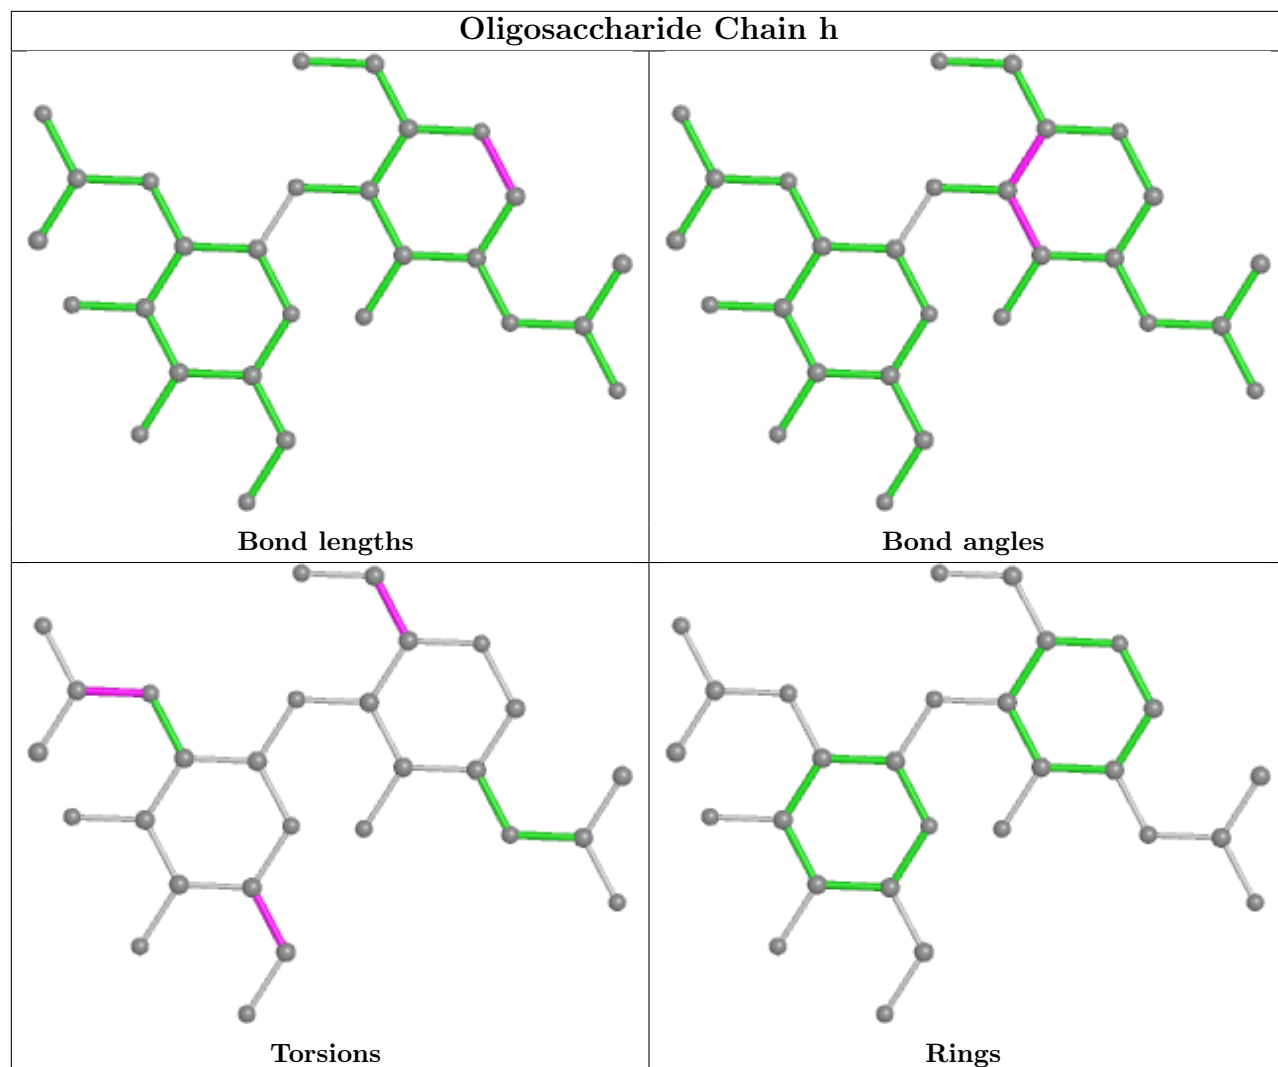 Oligosaccharide Chain h
Bond lengths
Bond angles
Torsions
Rings